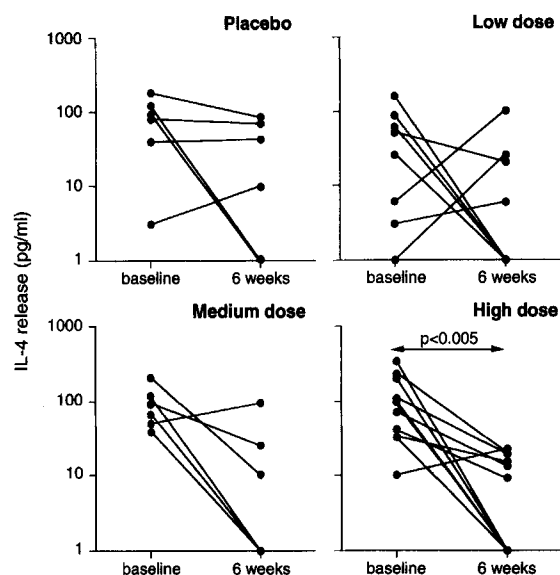 Placebo
Low dose
1000
100
10
1
baseline
6 weeks
baseline
6 weeks
IL-4 release (pg/ml)
Medium dose
High dose
1000
100
10
1
p<0.005
baseline
6 weeks
baseline
6 weeks